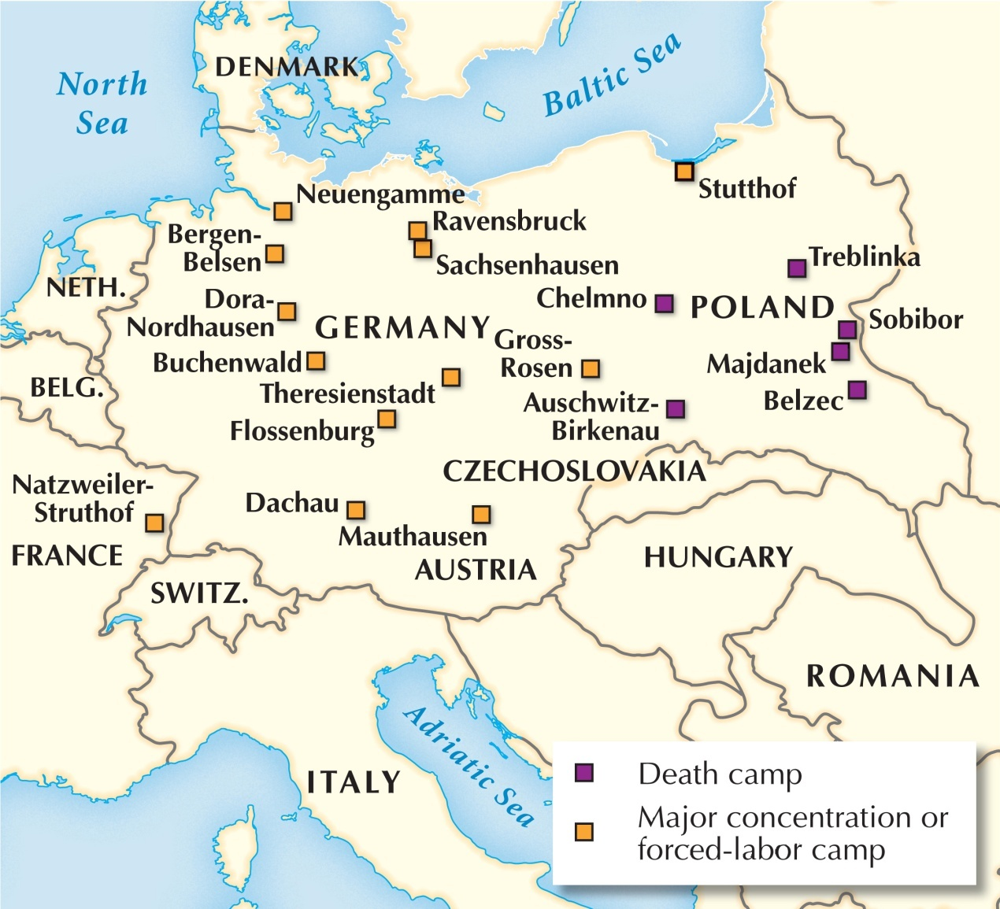 DENMARK
North
Sea
Baltic Sea
Stutthof
Neuengamme
Ravensbruck
Bergen-
Belsen
Sachsenhausen
Treblinka
NETH.
Dora-
Nordhausen
Chelmno
POLAND
GERMANY
Sobibor
Gross-
Rosen
Buchenwald
Majdanek
BELG.
Theresienstadt
Auschwitz-
Birkenau
Belzec
Flossenburg
CZECHOSLOVAKIA
Natzweiler-
Struthof
Dachau
Mauthausen
FRANCE
AUSTRIA
HUNGARY
SWITZ.
ROMANIA
Adriatic Sea
ITALY
Death camp
Major concentration or
forced-labor camp